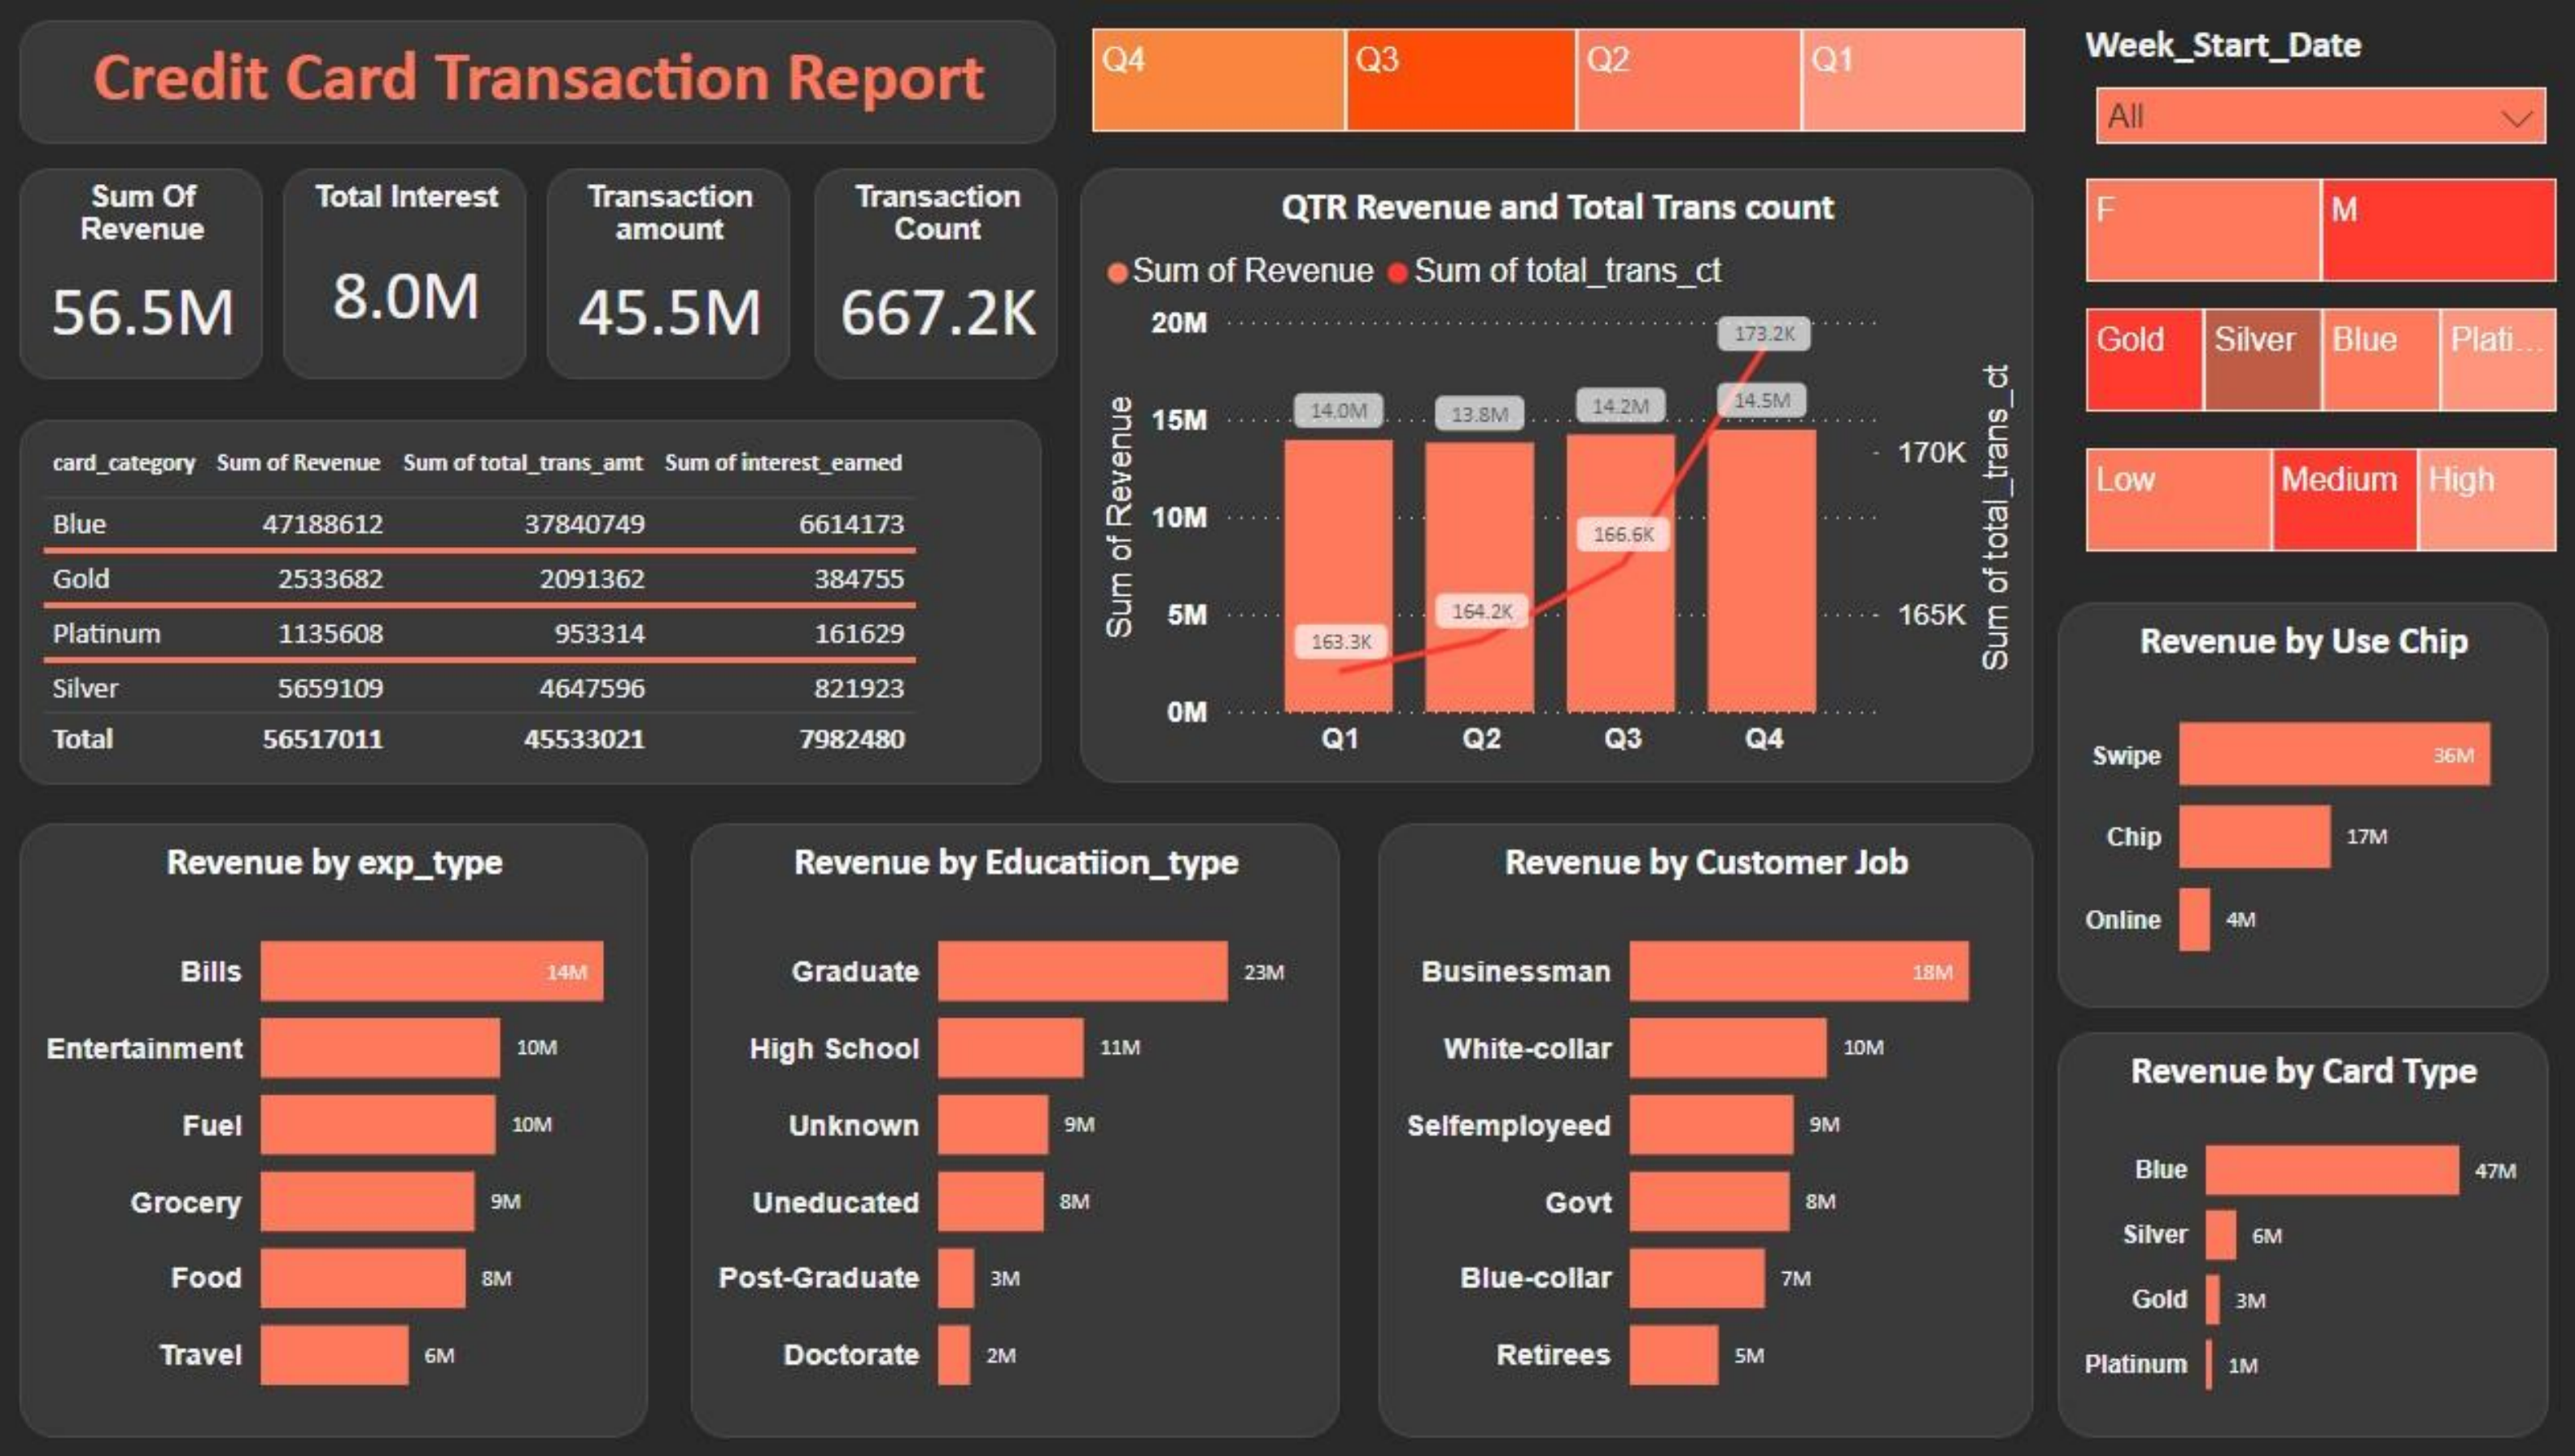 Credit Card Transaction Report
Q4
Q3
Q2
Q1
Week_Start_Date
All
F
M
Gold
Silver
Blue
Plati...
Low
Medium
High
Sum Of
Revenue
56.5M
Total Interest
8.0M
Transaction
amount
45.5M
Transaction
Count
667.2K
card_category Sum of Revenue Sum of total_trans_amt Sum of interest_earned
Blue 47188612 37840749 6614173
Gold 2533682 2091362 384755
Platinum 1135608 953314 161629
Silver 5659109 4647596 821923
Total 56517011 45533021 7982480
QTR Revenue and Total Trans count
Sum of Revenue Sum of total_trans_ct
Sum of Revenue
20M
15M
10M
5M
0M
14.0M
13.8M
14.2M
14.5M
163.3K
164.2K
166.6K
173.2K
170K
165K
Sum of total_trans_ct
Q1 Q2 Q3 Q4
Revenue by Use Chip
Swipe 36M
Chip 17M
Online 4M
Revenue by exp_type
Bills 14M
Entertainment 10M
Fuel 10M
Grocery 9M
Food 8M
Travel 6M
Revenue by Educatiion_type
Graduate 23M
High School 11M
Unknown 9M
Uneducated 8M
Post-Graduate 3M
Doctorate 2M
Revenue by Customer Job
Businessman 18M
White-collar 10M
Selfemployeed 9M
Govt 8M
Blue-collar 7M
Retirees 5M
Revenue by Card Type
Blue 47M
Silver 6M
Gold 3M
Platinum 1M